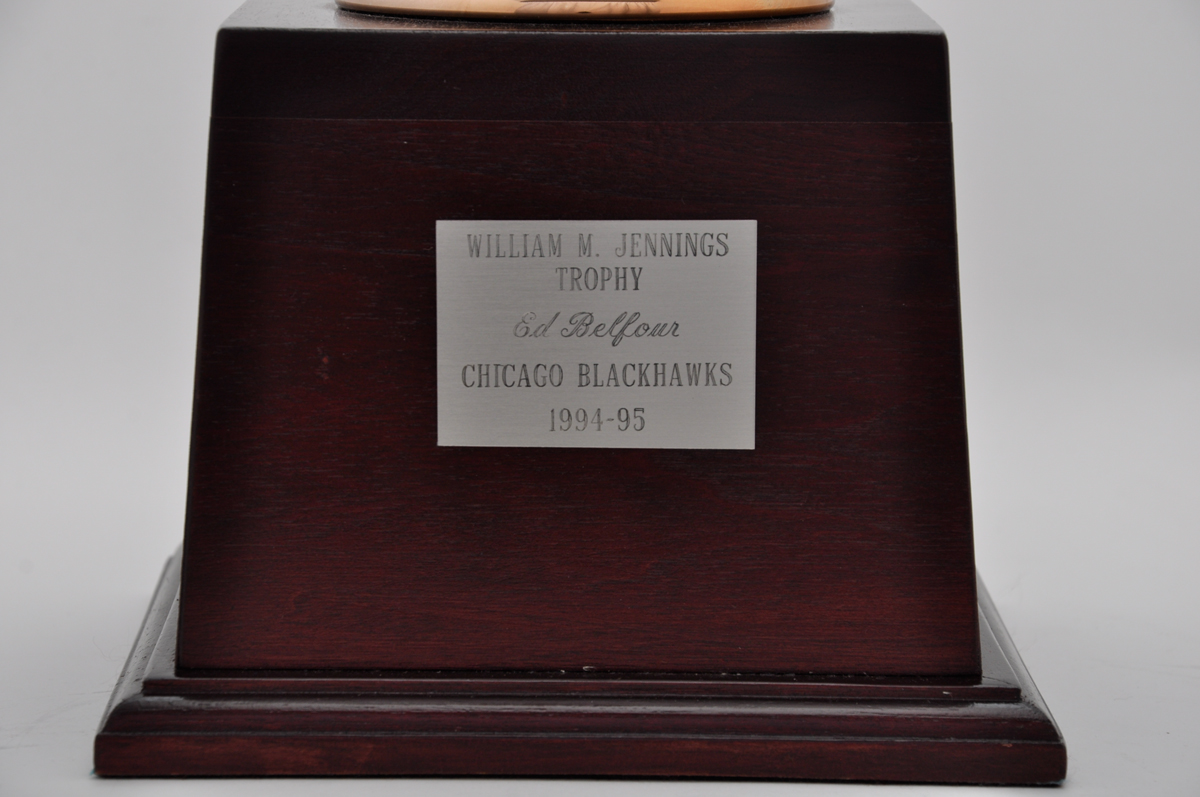 WILLIAM M. JENNINGS
TROPHY
Ed Belfour
CHICAGO BLACKHAWKS
1994-95